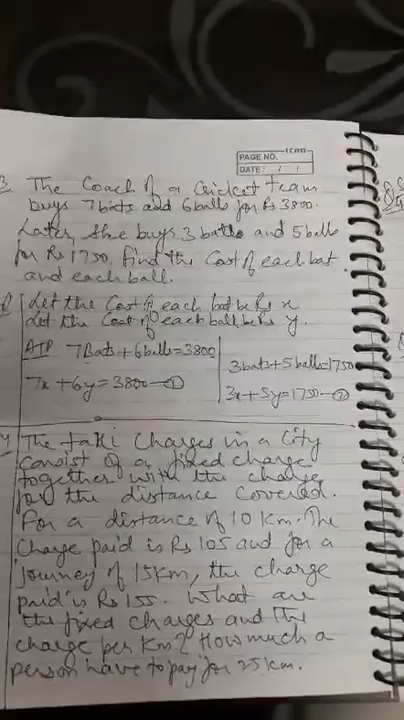 ICON
PAGE NO.
DATE: / /
3 The Coach of a Cricket team
buys 7 bats and 6 balls for Rs 3800.
Later, she buys 3 bats and 5 balls
for Rs 1750, Find the Cost of each bat
and each ball.
let the Cost of each bat be Rs x
let the Cost of each ball be Rs y.
ATP 7Bats + 6 balls = 3800
7x + 6y = 3800 — ①
3 bats + 5 balls = 1750
3x + 5y = 1750 — ②
The taxi Charges in a City
consist of a fixed charge
together with the charge
for the distance Covered.
For a distance of 10 Km. The
Charge paid is Rs 105 and for a
journey of 15 Km, the charge
paid is Rs 155. What are
the fixed charges and the
charge per Km? How much a
person have to pay for 25 km.